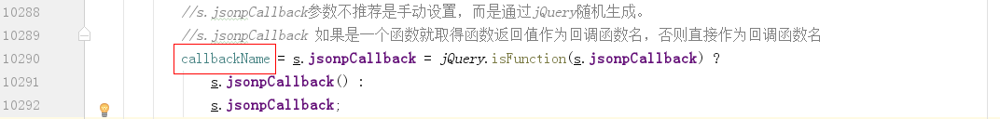 10288 //s.jsonpCallback参数不推荐是手动设置，而是通过jQuery随机生成。
10289 //s.jsonpCallback 如果是一个函数就取得函数返回值作为回调函数名，否则直接作为回调函数名
10290 callbackName = s.jsonpCallback = jQuery.isFunction(s.jsonpCallback) ?
10291 s.jsonpCallback() :
10292 s.jsonpCallback;